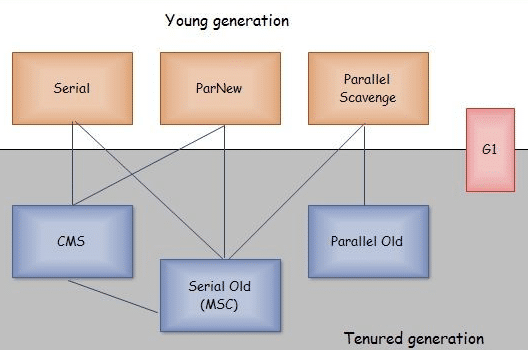 Young generation
Serial
ParNew
Parallel
Scavenge
G1
CMS
Parallel Old
Serial Old
(MSC)
Tenured generation